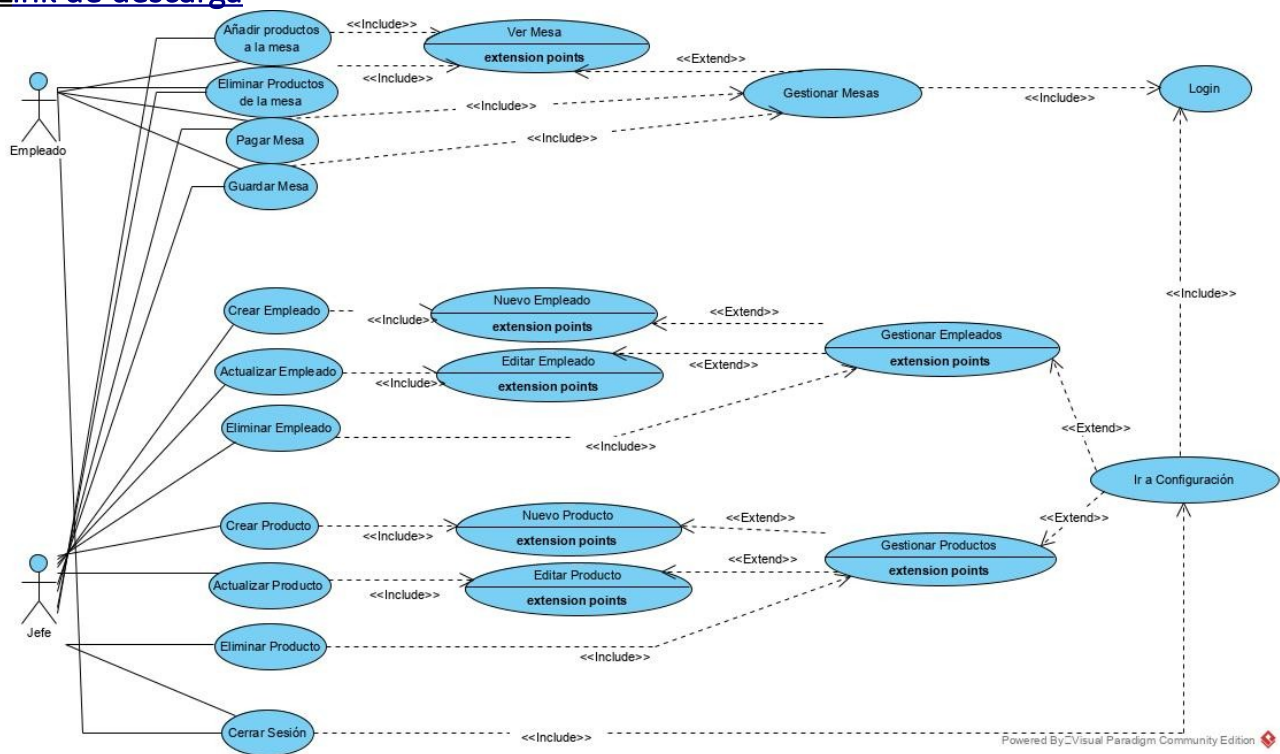 Link de descarga
Añadir productos
a la mesa
<<Include>>
Ver Mesa
extension points
<<Include>>
<<Extend>>
Eliminar Productos
de la mesa
<<Include>>
Gestionar Mesas
<<Include>>
Login
Empleado
Pagar Mesa
<<Include>>
Guardar Mesa
Crear Empleado
<<Include>>
Nuevo Empleado
extension points
<<Extend>>
Gestionar Empleados
extension points
<<Include>>
Actualizar Empleado
<<Include>>
Editar Empleado
extension points
<<Extend>>
Eliminar Empleado
<<Include>>
<<Extend>>
Ir a Configuración
Crear Producto
<<Include>>
Nuevo Producto
extension points
<<Extend>>
<<Extend>>
Gestionar Productos
extension points
Jefe
Actualizar Producto
<<Include>>
Editar Producto
extension points
<<Extend>>
Eliminar Producto
<<Include>>
Cerrar Sesión
<<Include>>
Powered By Visual Paradigm Community Edition